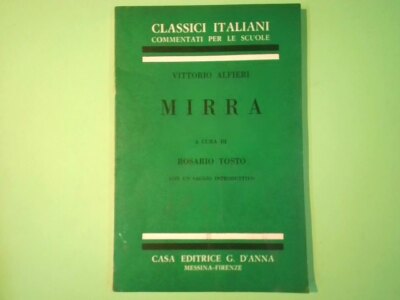 CLASSICI ITALIANI
COMMENTATI PER LE SCUOLE
VITTORIO ALFIERI
MIRRA
A CURA DI
ROSARIO TOSTO
CON UN SAGGIO INTRODUTTIVO
CASA EDITRICE G. D'ANNA
MESSINA-FIRENZE